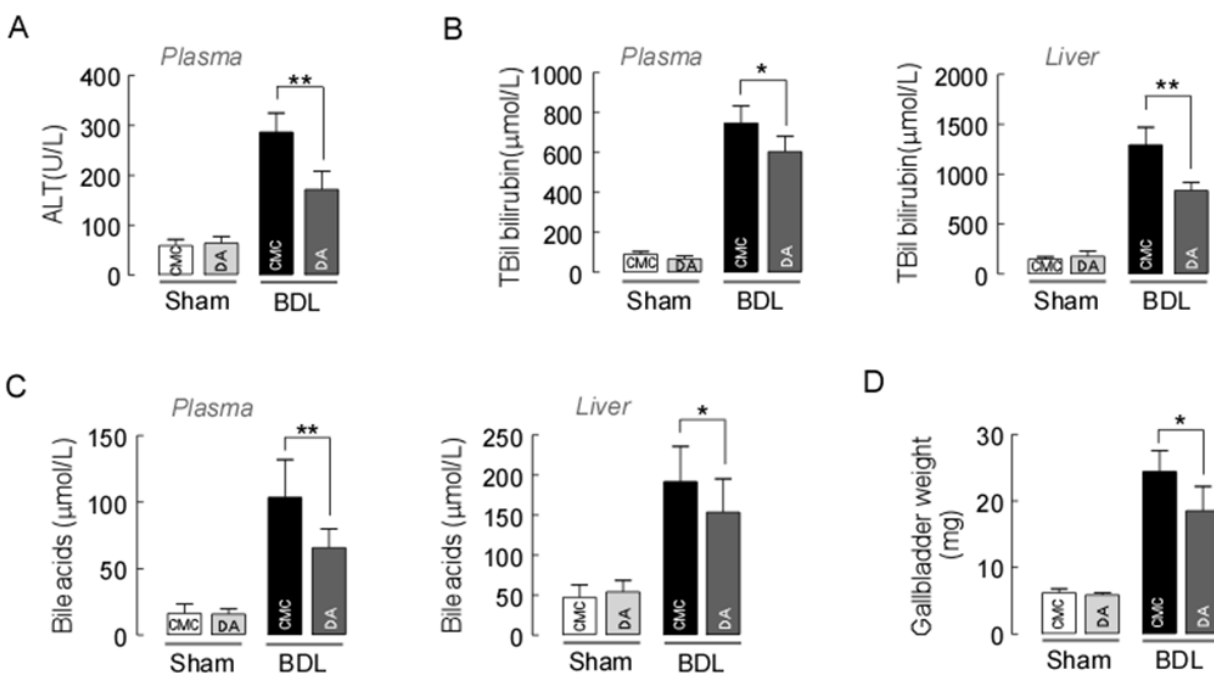 A
Plasma
ALT(U/L)
400
300
200
100
0
**
CMC
DA
CMC
DA
Sham
BDL
B
Plasma
TBil bilirubin(μmol/L)
1000
800
600
400
200
0
*
CMC
DA
CMC
DA
Sham
BDL
Liver
TBil bilirubin(μmol/L)
2000
1500
1000
500
0
**
CMC
DA
CMC
DA
Sham
BDL
C
Plasma
Bile acids (μmol/L)
150
100
50
0
**
CMC
DA
CMC
DA
Sham
BDL
Liver
Bile acids (μmol/L)
250
200
150
100
50
0
*
CMC
DA
CMC
DA
Sham
BDL
D
Gallbladder weight
(mg)
30
20
10
0
*
CMC
DA
CMC
DA
Sham
BDL